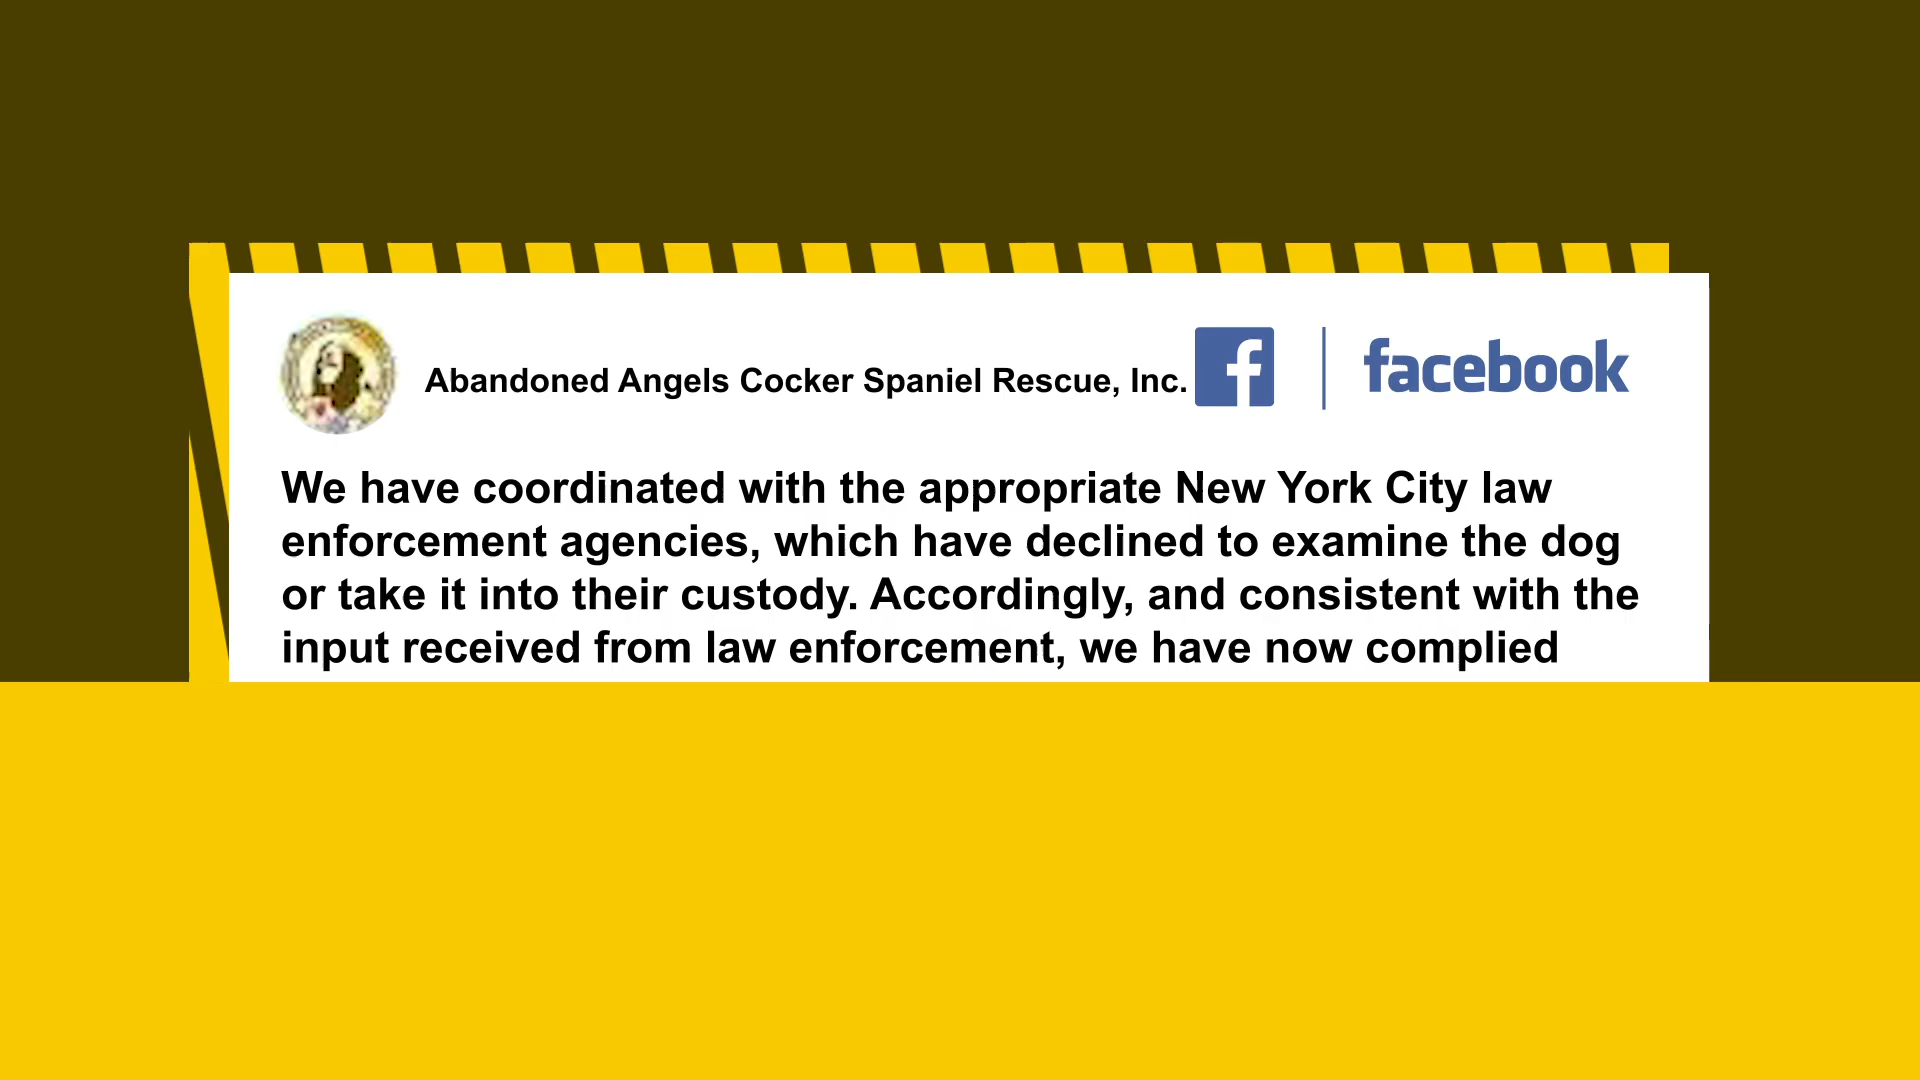 Abandoned Angels Cocker Spaniel Rescue, Inc. f facebook
We have coordinated with the appropriate New York City law
enforcement agencies, which have declined to examine the dog
or take it into their custody. Accordingly, and consistent with the
input received from law enforcement, we have now complied